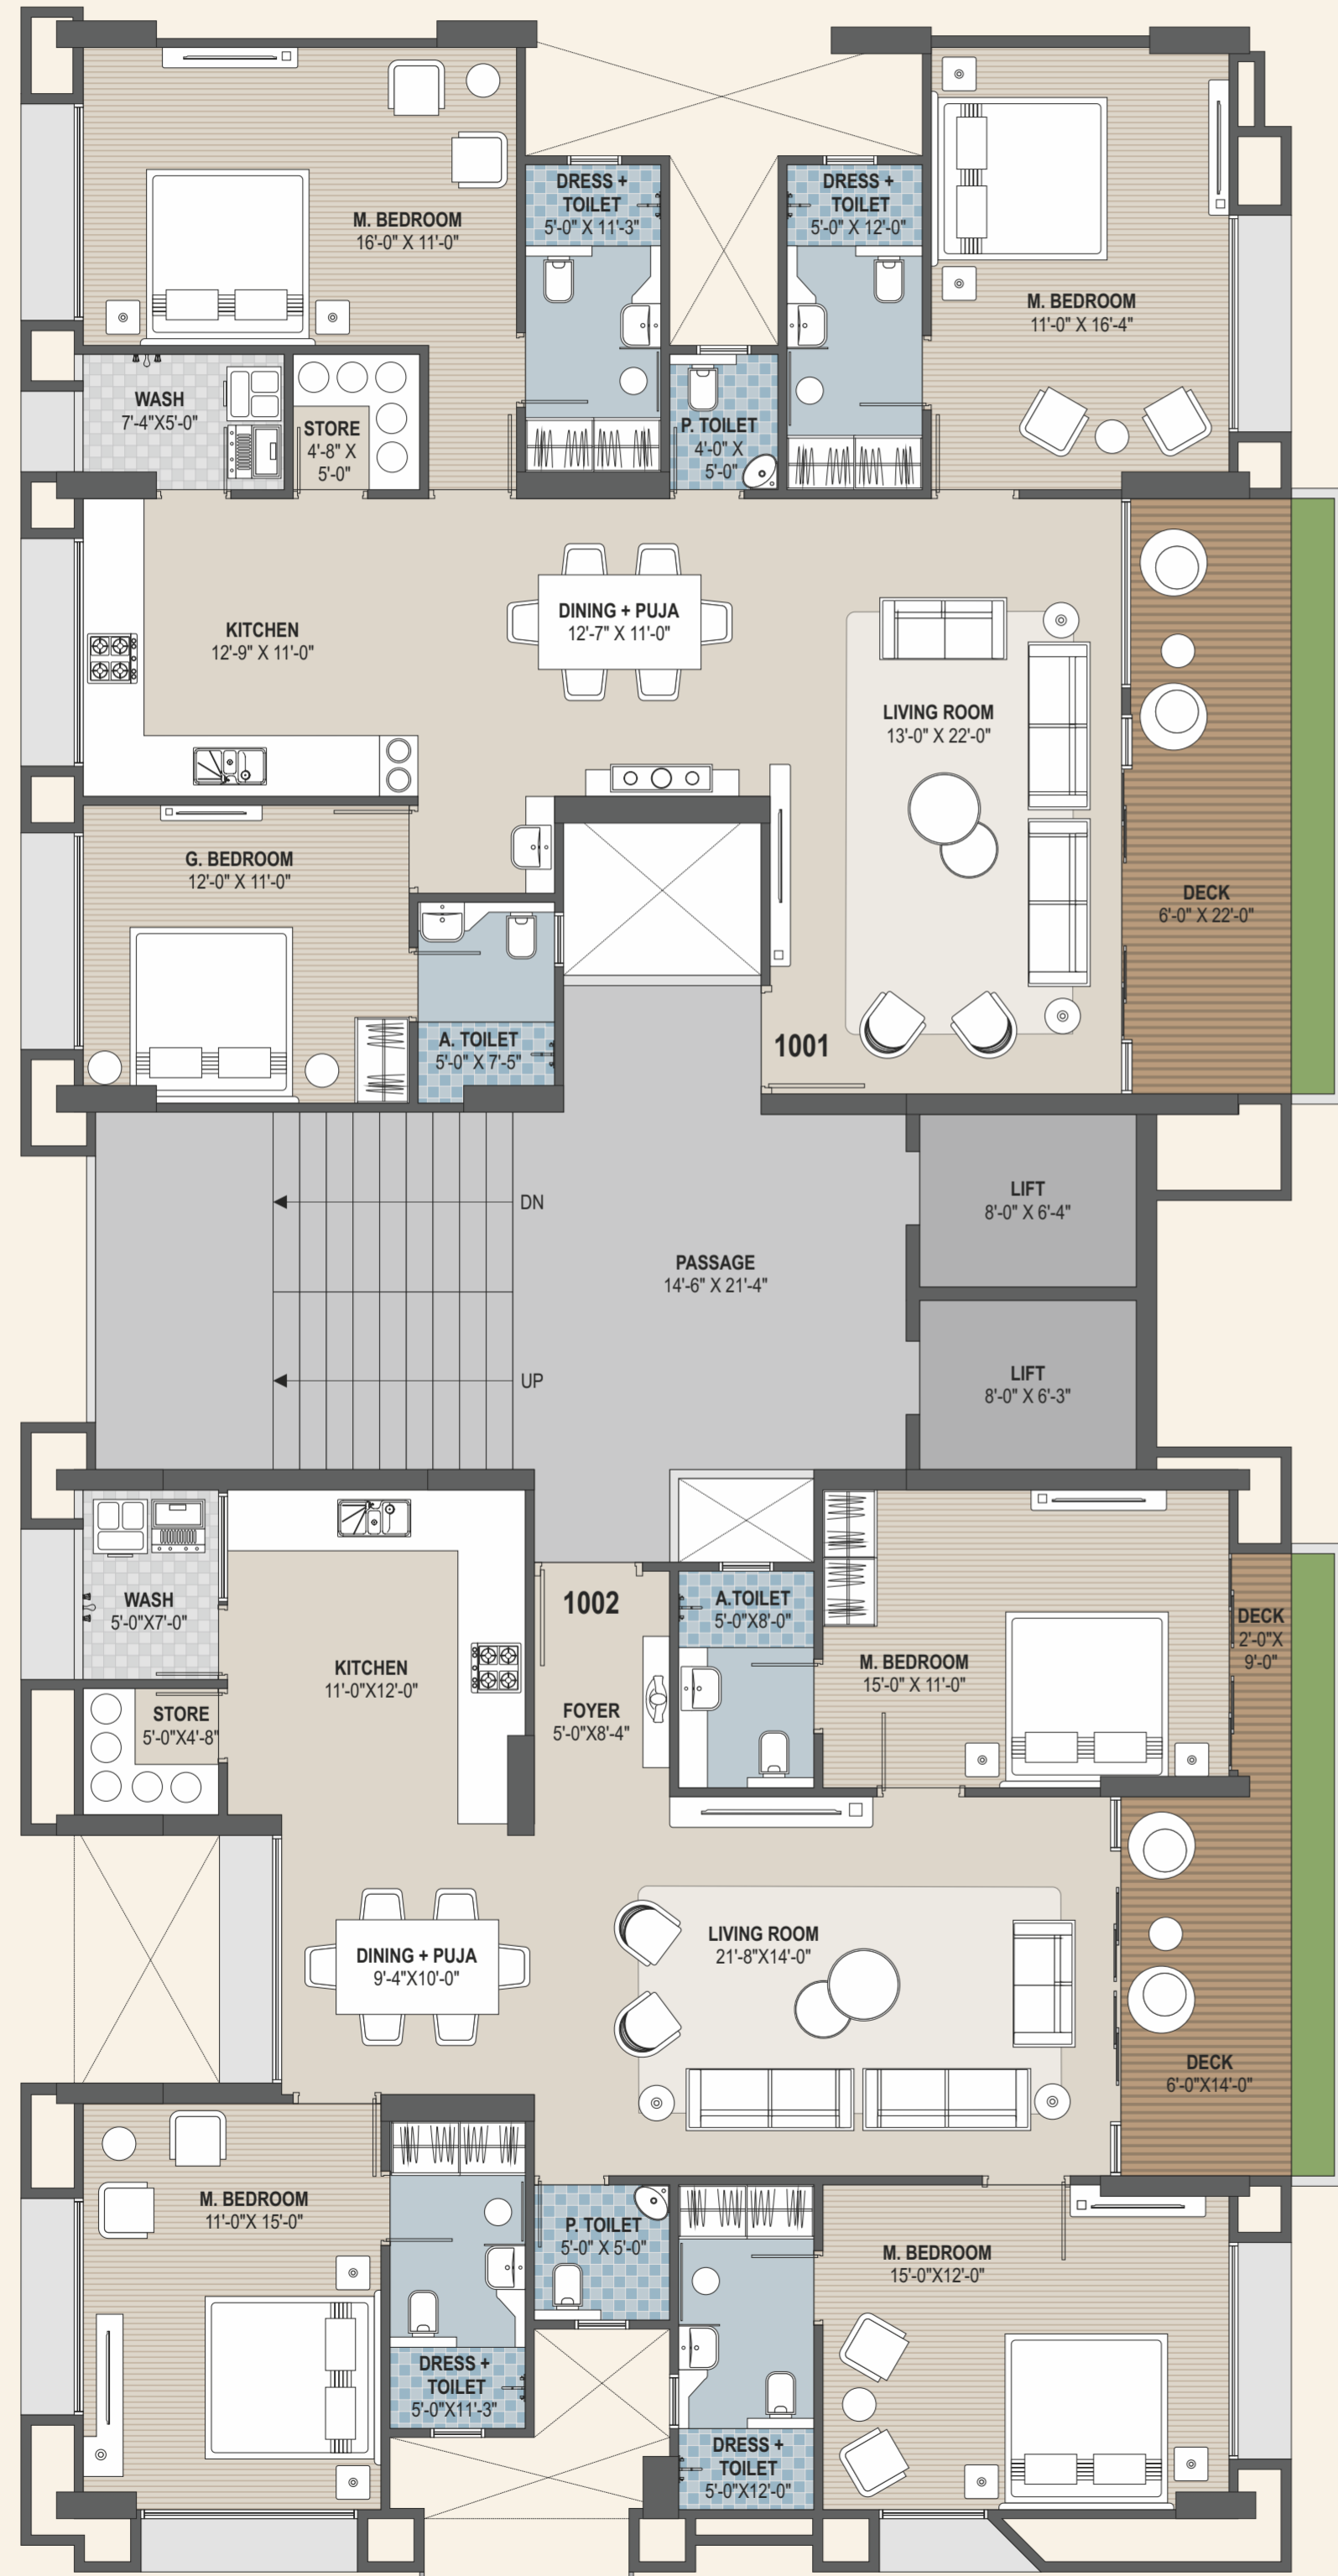 DRESS +
TOILET
5'-0" X 11'-3"
DRESS +
TOILET
5'-0" X 12'-0"
M. BEDROOM
16'-0" X 11'-0"
M. BEDROOM
11'-0" X 16'-4"
WASH
7'-4"X5'-0"
STORE
4'-8" X
5'-0"
P. TOILET
4'-0" X
5'-0"
KITCHEN
12'-9" X 11'-0"
DINING + PUJA
12'-7" X 11'-0"
LIVING ROOM
13'-0" X 22'-0"
G. BEDROOM
12'-0" X 11'-0"
DECK
6'-0" X 22'-0"
A. TOILET
5'-0" X 7'-5"
1001
DN
LIFT
8'-0" X 6'-4"
PASSAGE
14'-6" X 21'-4"
UP
LIFT
8'-0" X 6'-3"
WASH
5'-0"X7'-0"
1002
A.TOILET
5'-0"X8'-0"
DECK
2'-0"X
9'-0"
KITCHEN
11'-0"X12'-0"
M. BEDROOM
15'-0" X 11'-0"
STORE
5'-0"X4'-8"
FOYER
5'-0"X8'-4"
DINING + PUJA
9'-4"X10'-0"
LIVING ROOM
21'-8"X14'-0"
DECK
6'-0"X14'-0"
M. BEDROOM
11'-0"X 15'-0"
P. TOILET
5'-0" X 5'-0"
M. BEDROOM
15'-0"X12'-0"
DRESS +
TOILET
5'-0"X11'-3"
DRESS +
TOILET
5'-0"X12'-0"